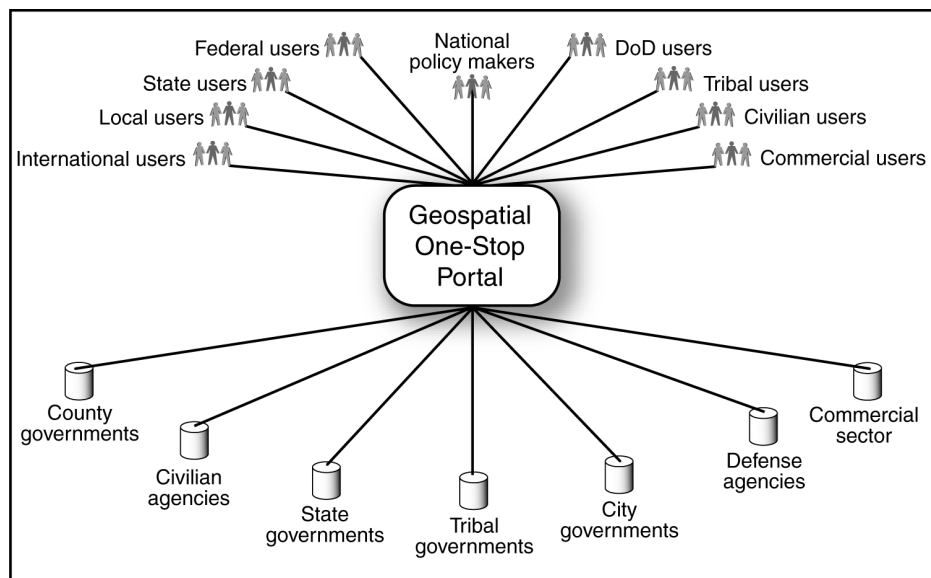 Federal users
National
policy makers
DoD users
State users
Tribal users
Local users
Civilian users
International users
Commercial users
Geospatial
One-Stop
Portal
County
governments
Civilian
agencies
State
governments
Tribal
governments
City
governments
Defense
agencies
Commercial
sector